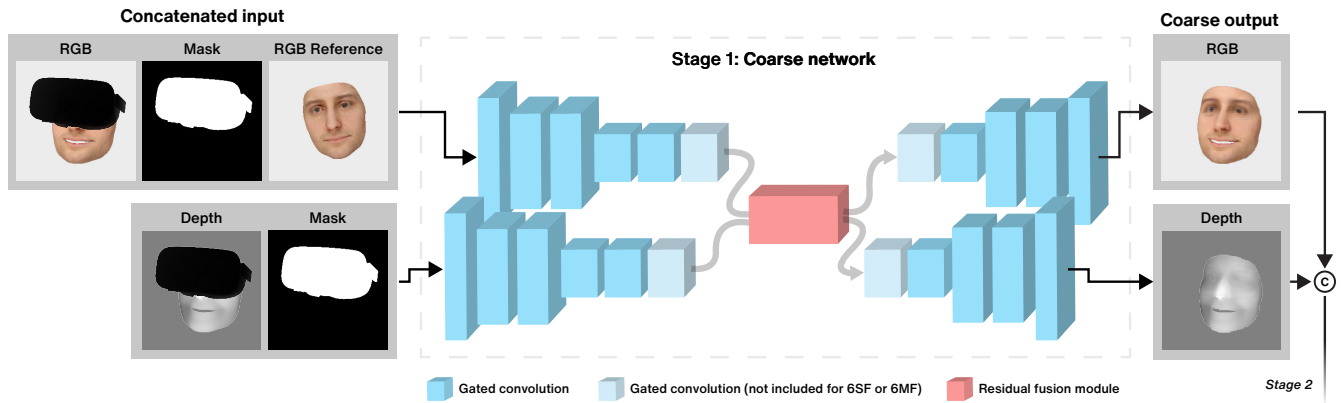 Concatenated input
RGB
Mask
RGB Reference
Depth
Mask
Stage 1: Coarse network
Coarse output
RGB
Depth
C
Stage 2
Gated convolution
Gated convolution (not included for 6SF or 6MF)
Residual fusion module